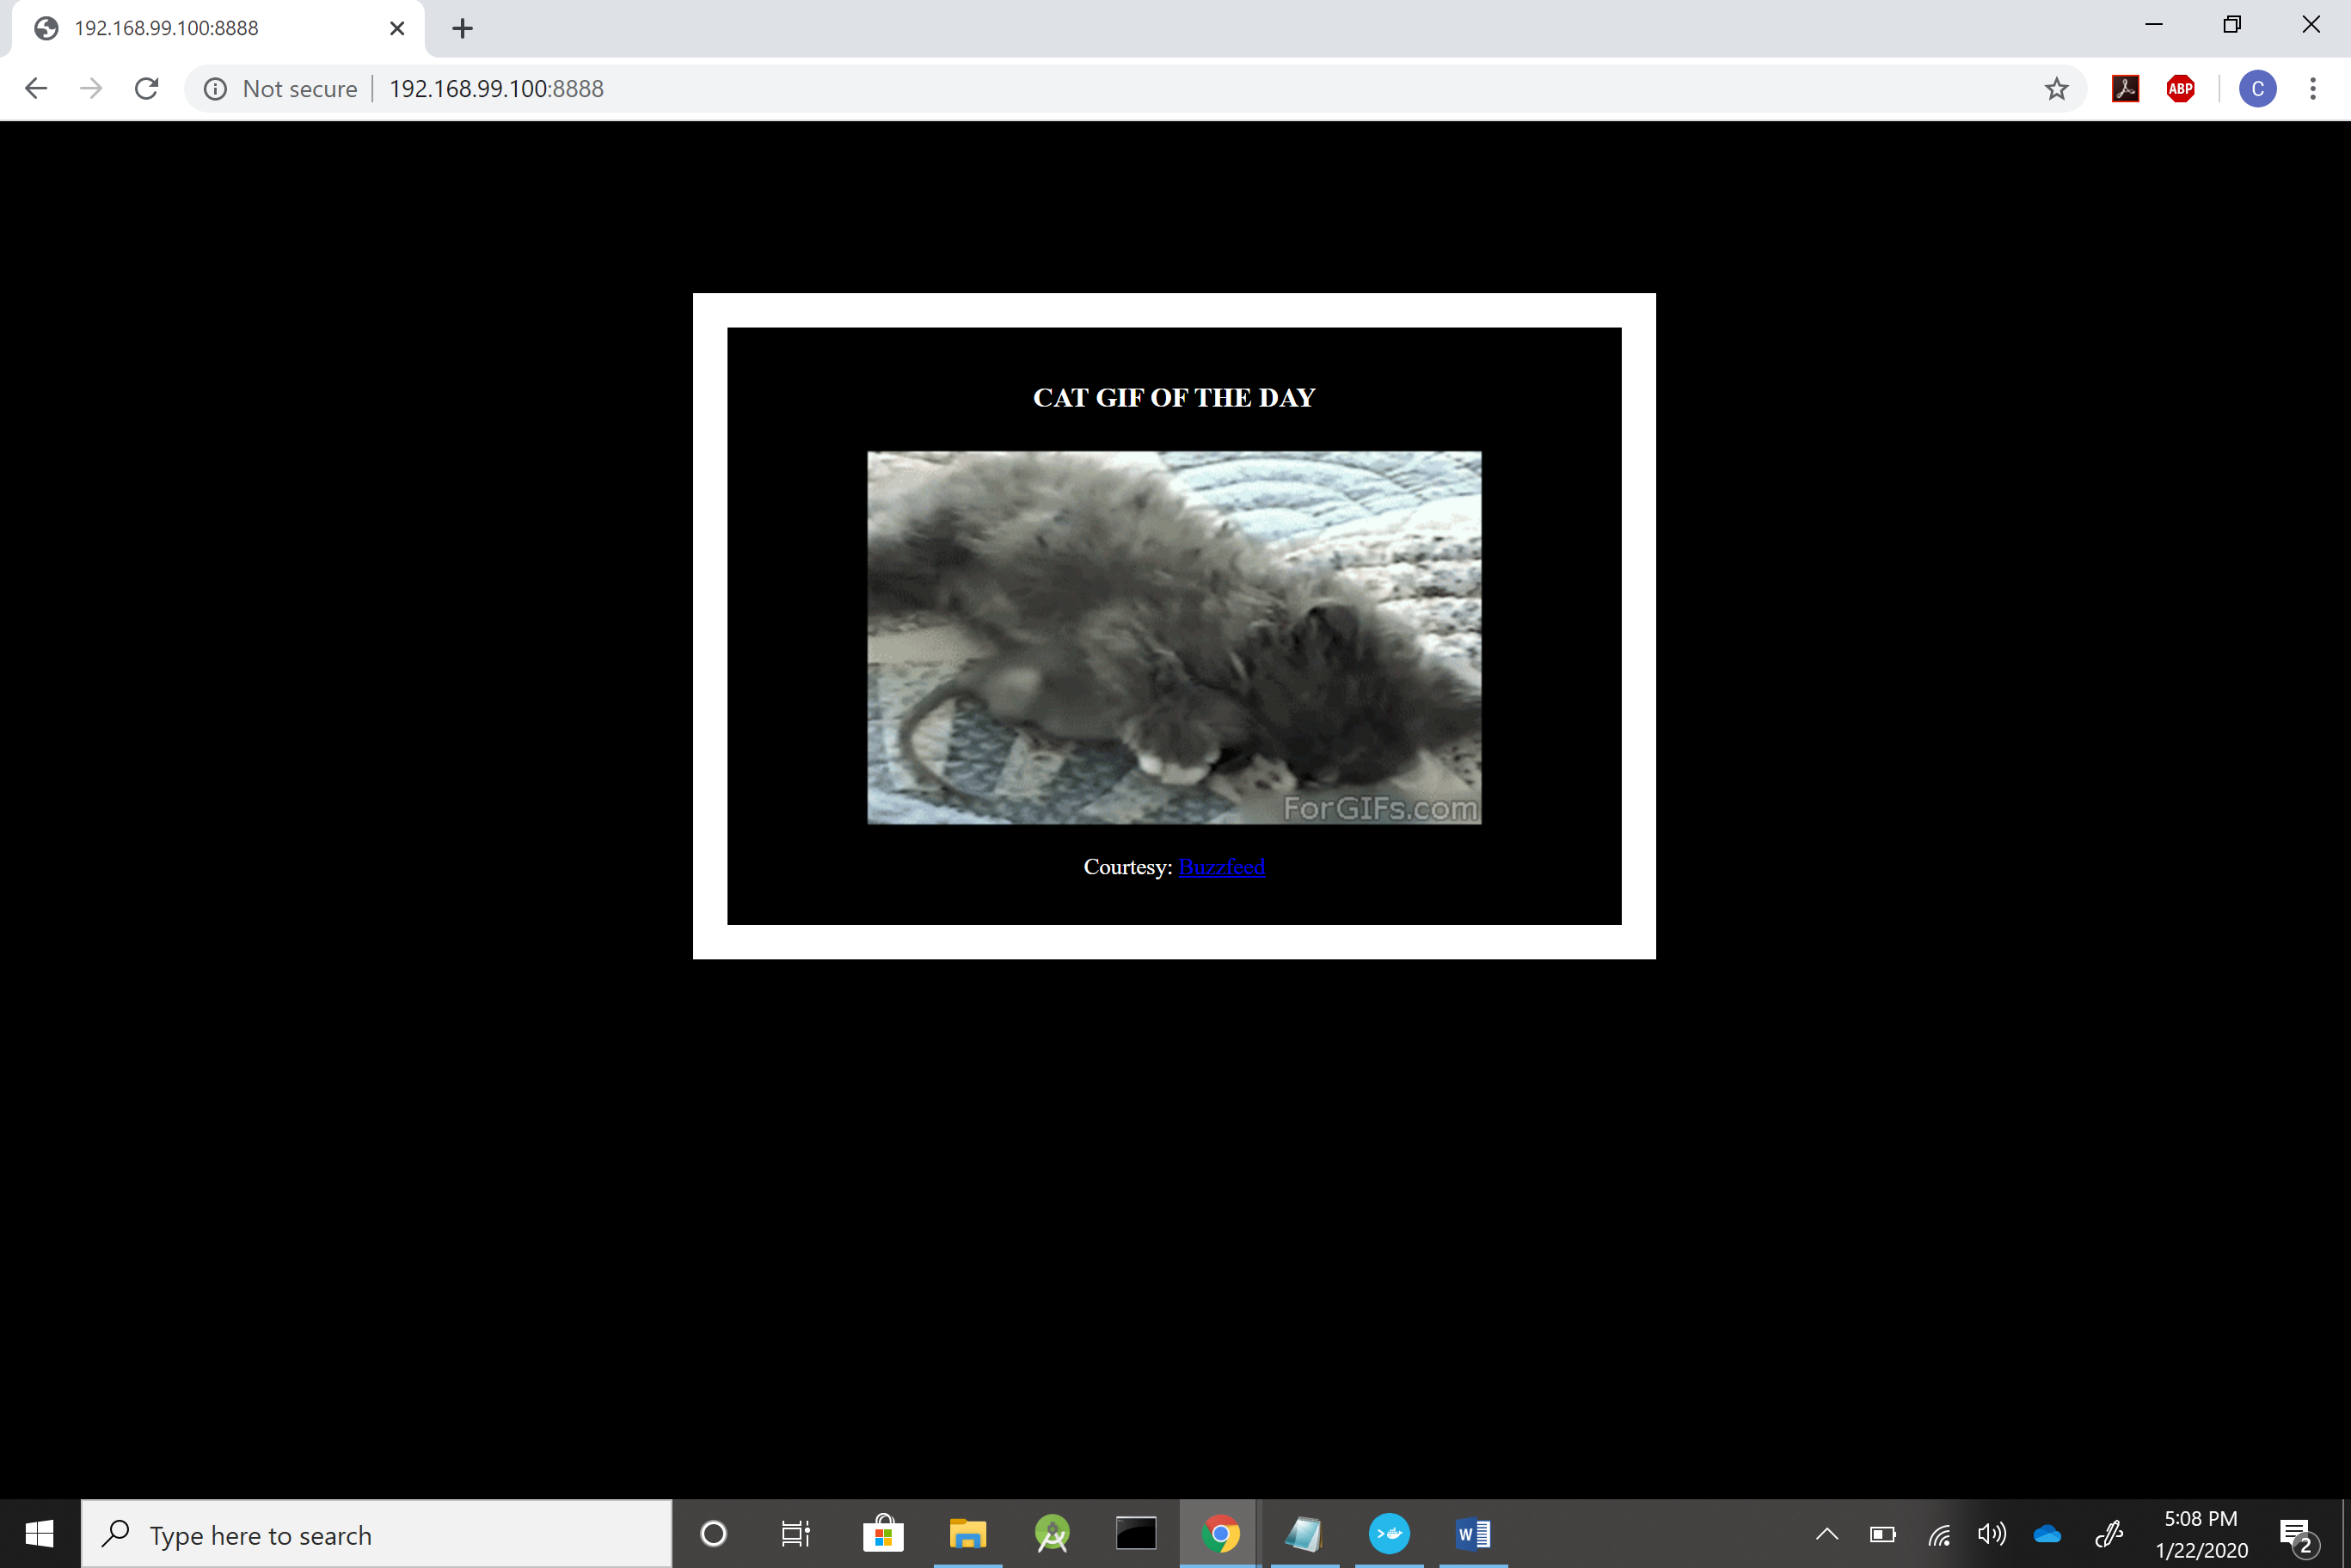 192.168.99.100:8888
Not secure
192.168.99.100:8888
ABP
C
CAT GIF OF THE DAY
ForGIFs.com
Courtesy: Buzzfeed
Type here to search
W
5:08 PM
1/22/2020
2